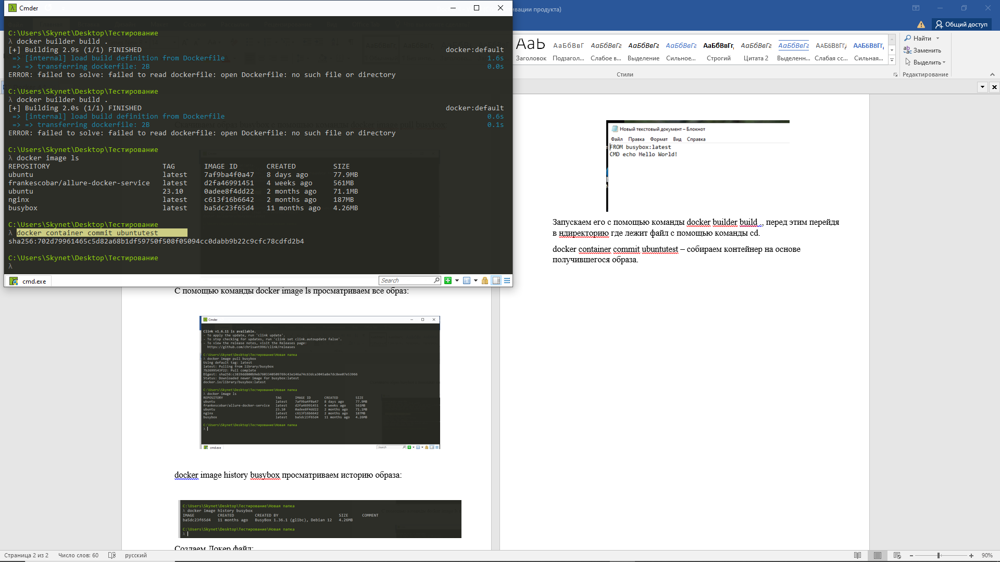 Cmder
ивации продукта)
Общий доступ
C:\Users\Skynet\Desktop\Тестирование
λ docker builder build .
[+] Building 2.9s (1/1) FINISHED docker:default
=> [internal] load build definition from Dockerfile 1.6s
=> => transferring dockerfile: 2B 0.0s
ERROR: failed to solve: failed to read dockerfile: open Dockerfile: no such file or directory
C:\Users\Skynet\Desktop\Тестирование
λ docker builder build .
[+] Building 2.0s (1/1) FINISHED docker:default
=> [internal] load build definition from Dockerfile 0.6s
=> => transferring dockerfile: 2B 0.1s
ERROR: failed to solve: failed to read dockerfile: open Dockerfile: no such file or directory
C:\Users\Skynet\Desktop\Тестирование
λ docker image ls
REPOSITORY TAG IMAGE ID CREATED SIZE
ubuntu latest 7af9ba4f0a47 8 days ago 77.9MB
frankescobar/allure-docker-service latest d2fa46991451 4 weeks ago 561MB
ubuntu 23.10 0adee8f4dd22 2 months ago 71.1MB
nginx latest c613f16b6642 2 months ago 187MB
busybox latest ba5dc23f65d4 11 months ago 4.26MB
C:\Users\Skynet\Desktop\Тестирование
λ docker container commit ubuntutest
sha256:702d79961465c5d82a68b1df59750f508f05094cc0dabb9b22c9cfc78cdfd2b4
C:\Users\Skynet\Desktop\Тестирование
λ
cmd.exe
Search
АаЬ АаБбВвГ АаБбВвГг АаБбВвГг АаБбВвГг АаБбВвГг, АаБбВвГг АаБбВвГг ААББВВГГ, ААББВВГГ,
Заголовок Подзагол... Слабое в... Выделение Сильное... Строгий Цитата 2 Выделенн... Слабая сс... Сильная...
Стили
Найти
Заменить
Выделить
Редактирование
С помощью команды docker image ls просматриваем все образ:
Cmder
Clink v1.6.11 is available.
- To apply the update, run 'clink update'.
- To stop checking for updates, run 'clink set clink.autoupdate false'.
- To view the release notes, visit the Releases page:
https://github.com/chrisant996/clink/releases
C:\Users\Skynet\Desktop\Тестирование\Новая папка
λ docker image pull busybox
Using default tag: latest
latest: Pulling from library/busybox
7b2699543f22: Pull complete
Digest: sha256:c3839dd800b9eb7603340509769c43e146a74c63dca3045a8e7dc8ee07e53966
Status: Downloaded newer image for busybox:latest
docker.io/library/busybox:latest
C:\Users\Skynet\Desktop\Тестирование\Новая папка
λ docker image ls
REPOSITORY TAG IMAGE ID CREATED SIZE
ubuntu latest 7af9ba4f0a47 8 days ago 77.9MB
frankescobar/allure-docker-service latest d2fa46991451 4 weeks ago 561MB
ubuntu 23.10 0adee8f4dd22 2 months ago 71.1MB
nginx latest c613f16b6642 2 months ago 187MB
busybox latest ba5dc23f65d4 11 months ago 4.26MB
C:\Users\Skynet\Desktop\Тестирование\Новая папка
λ
cmd.exe
Search
docker image history busybox просматриваем историю образа:
C:\Users\Skynet\Desktop\Тестирование\Новая папка
λ docker image history busybox
IMAGE CREATED CREATED BY SIZE COMMENT
ba5dc23f65d4 11 months ago BusyBox 1.36.1 (glibc), Debian 12 4.26MB
C:\Users\Skynet\Desktop\Тестирование\Новая папка
λ
Создаем Докер файл:
Новый текстовый документ – Блокнот
Файл Правка Формат Вид Справка
FROM busybox:latest
CMD echo Hello World!
Запускаем его с помощью команды docker builder build ., перед этим перейдя
в ндиректорию где лежит файл с помощью команды cd.
docker container commit ubuntutest – собираем контейнер на основе
получившегося образа.
Страница 2 из 2 Число слов: 60 русский
90%